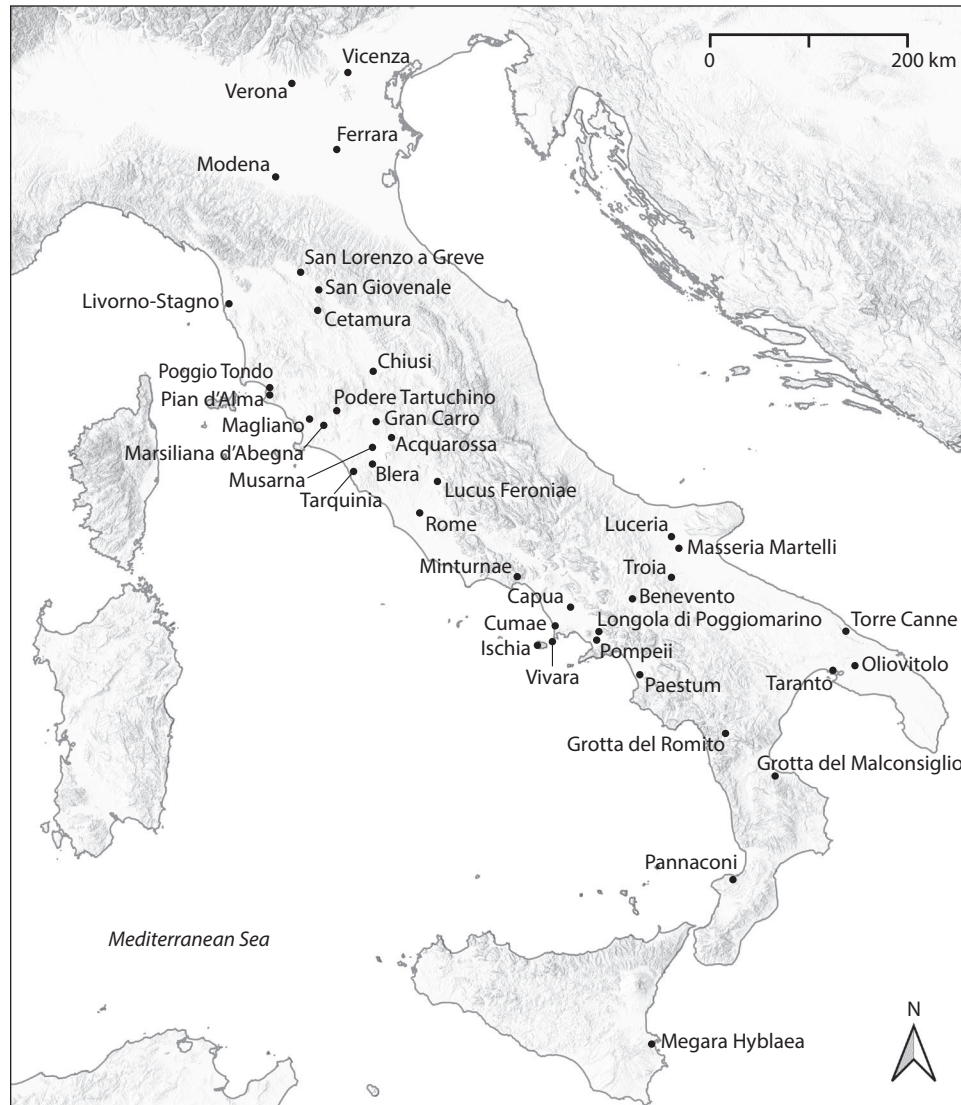 Vicenza
0 200 km
Verona
Ferrara
Modena
San Lorenzo a Greve
San Giovenale
Livorno-Stagno
Cetamura
Chiusi
Poggio Tondo
Pian d'Alma
Podere Tartuchino
Magliano
Gran Carro
Marsiliana d'Abegna
Acquarossa
Musarna
Blera
Tarquinia
Lucus Feroniae
Rome
Luceria
Masseria Martelli
Minturnae
Troia
Capua
Benevento
Cumae
Longola di Poggiomarino
Torre Canne
Ischia
Pompeii
Vivara
Oliovitolo
Taranto
Paestum
Grotta del Romito
Grotta del Malconsiglio
Pannaconi
Mediterranean Sea
N
Megara Hyblaea